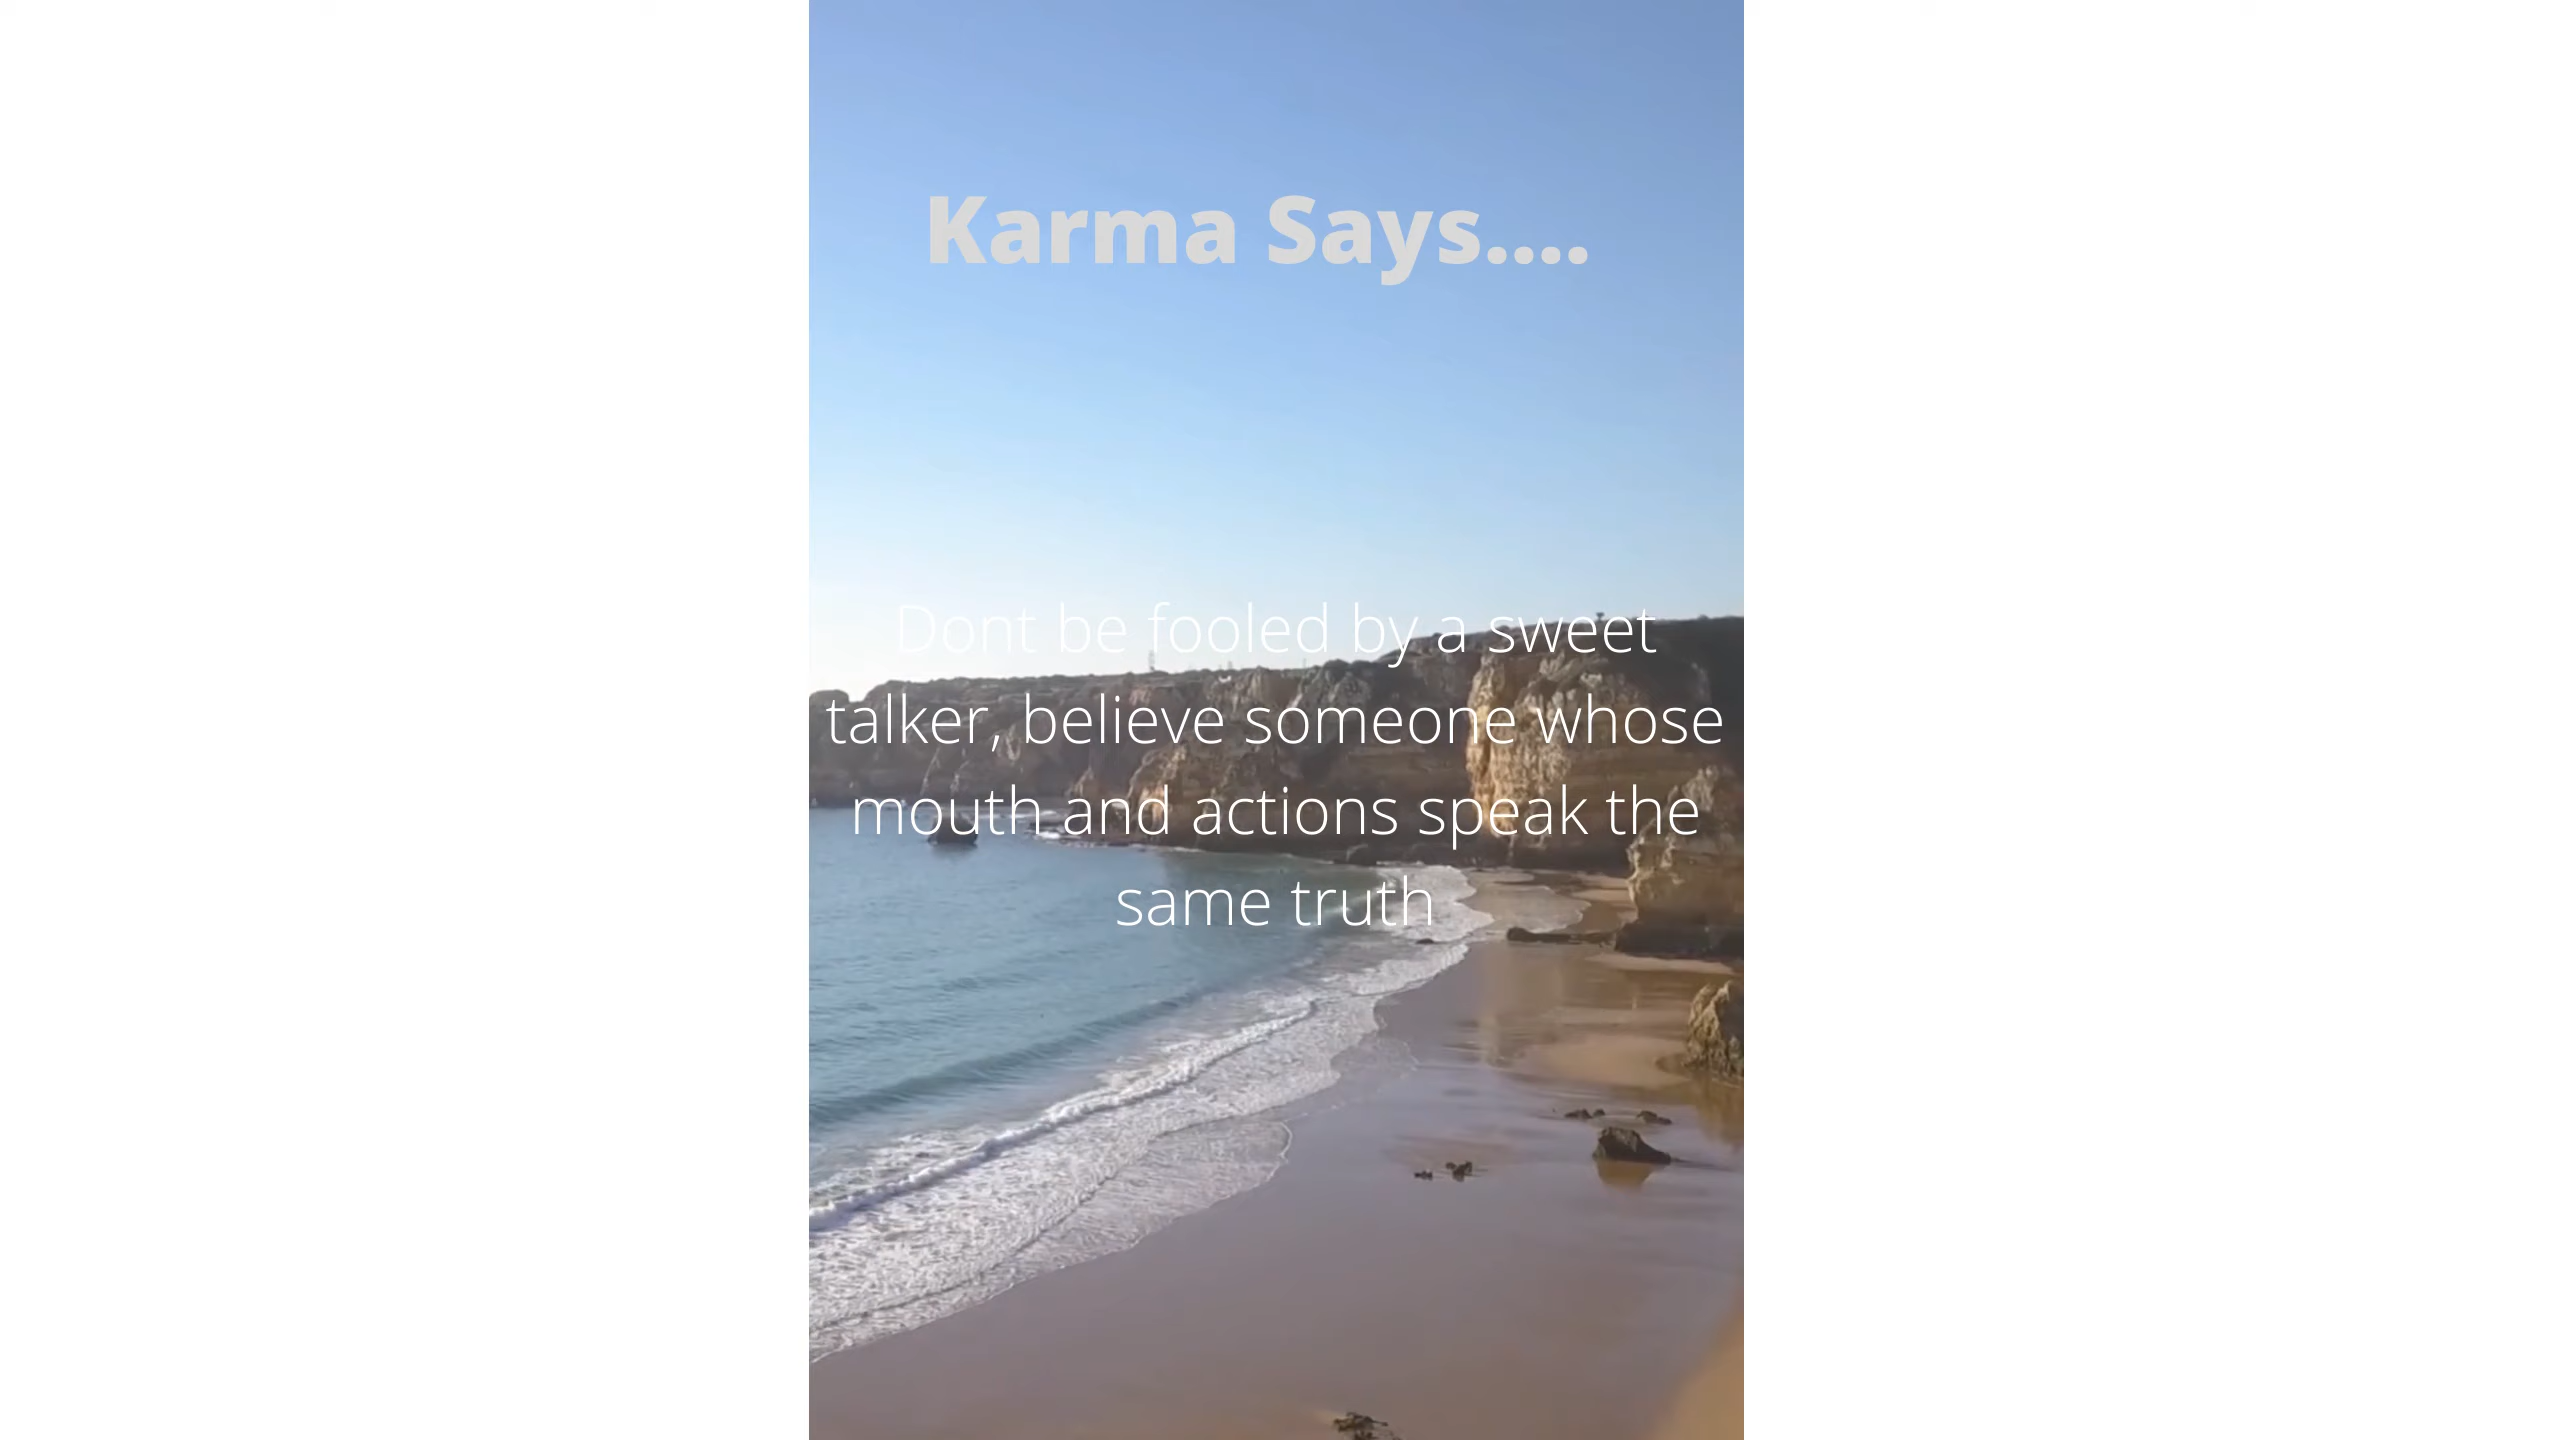 Karma Says....
Dont be fooled by a sweet
talker, believe someone whose
mouth and actions speak the
same truth